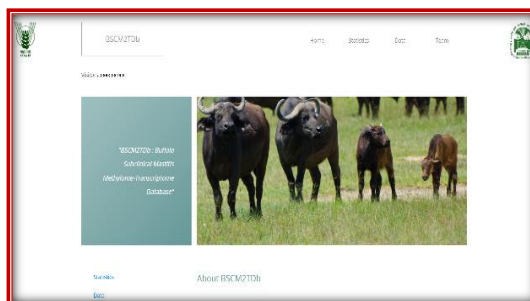 BSCM2TDb
Home Statistics Data Team
"BSCM2TDb : Buffalo
Subclinical Mastitis
Methylome-Transcriptome
Database"
Statistics
Data
About BSCM2TDb